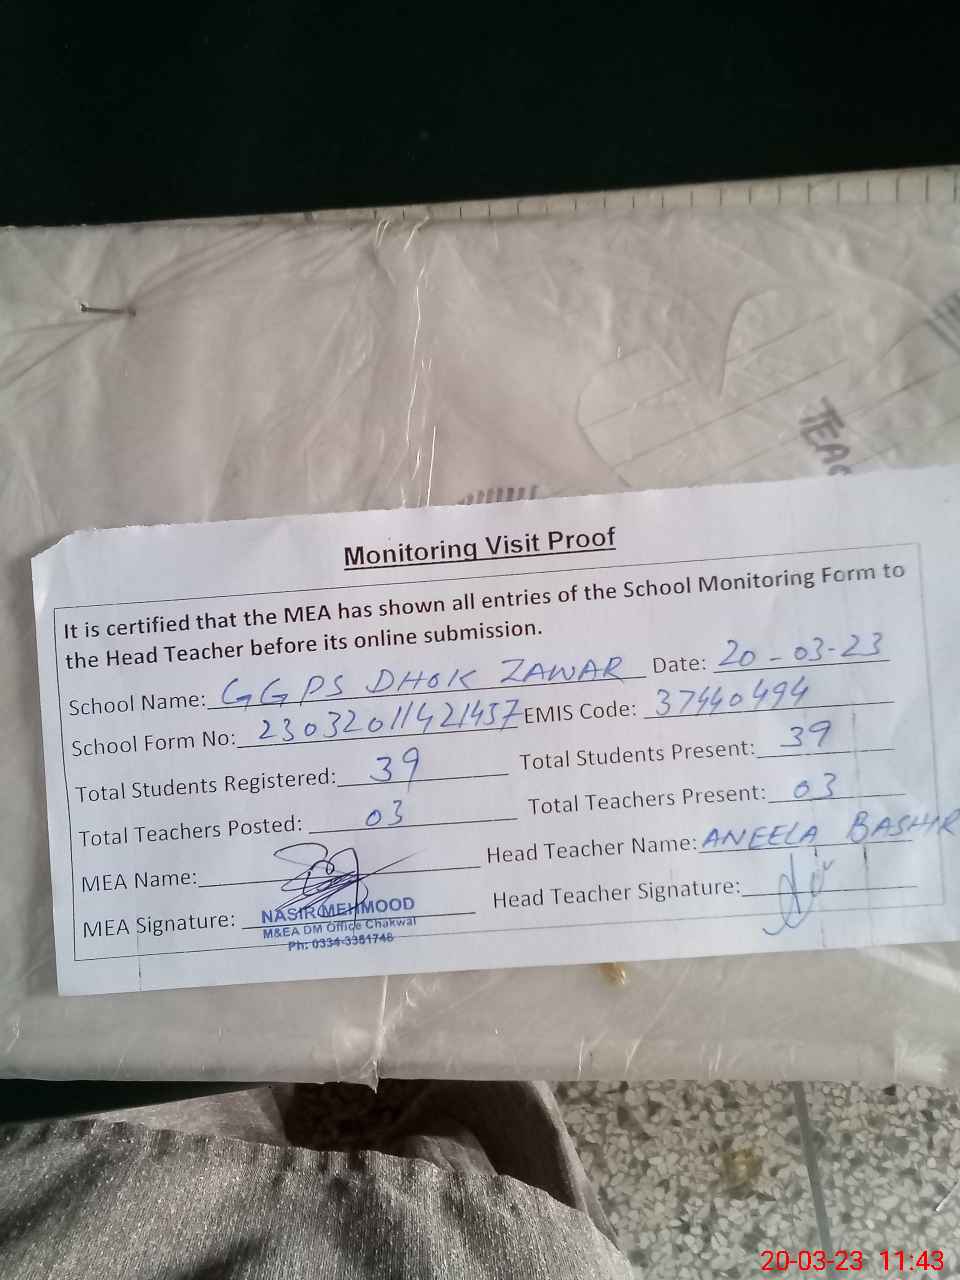 TEAC
Monitoring Visit Proof
It is certified that the MEA has shown all entries of the School Monitoring Form to
the Head Teacher before its online submission.
School Name: GGPS DHOK ZAWAR Date: 20-03-23
School Form No: 23032011421437 EMIS Code: 37440494
Total Students Registered: 39 Total Students Present: 39
Total Teachers Posted: 03 Total Teachers Present: 03
MEA Name: Head Teacher Name: ANEELA BASHIR
MEA Signature: Head Teacher Signature:
NASIR MEHMOOD
M&EA DM Office Chakwal
Ph: 0334-3351748
20-03-23 11:43